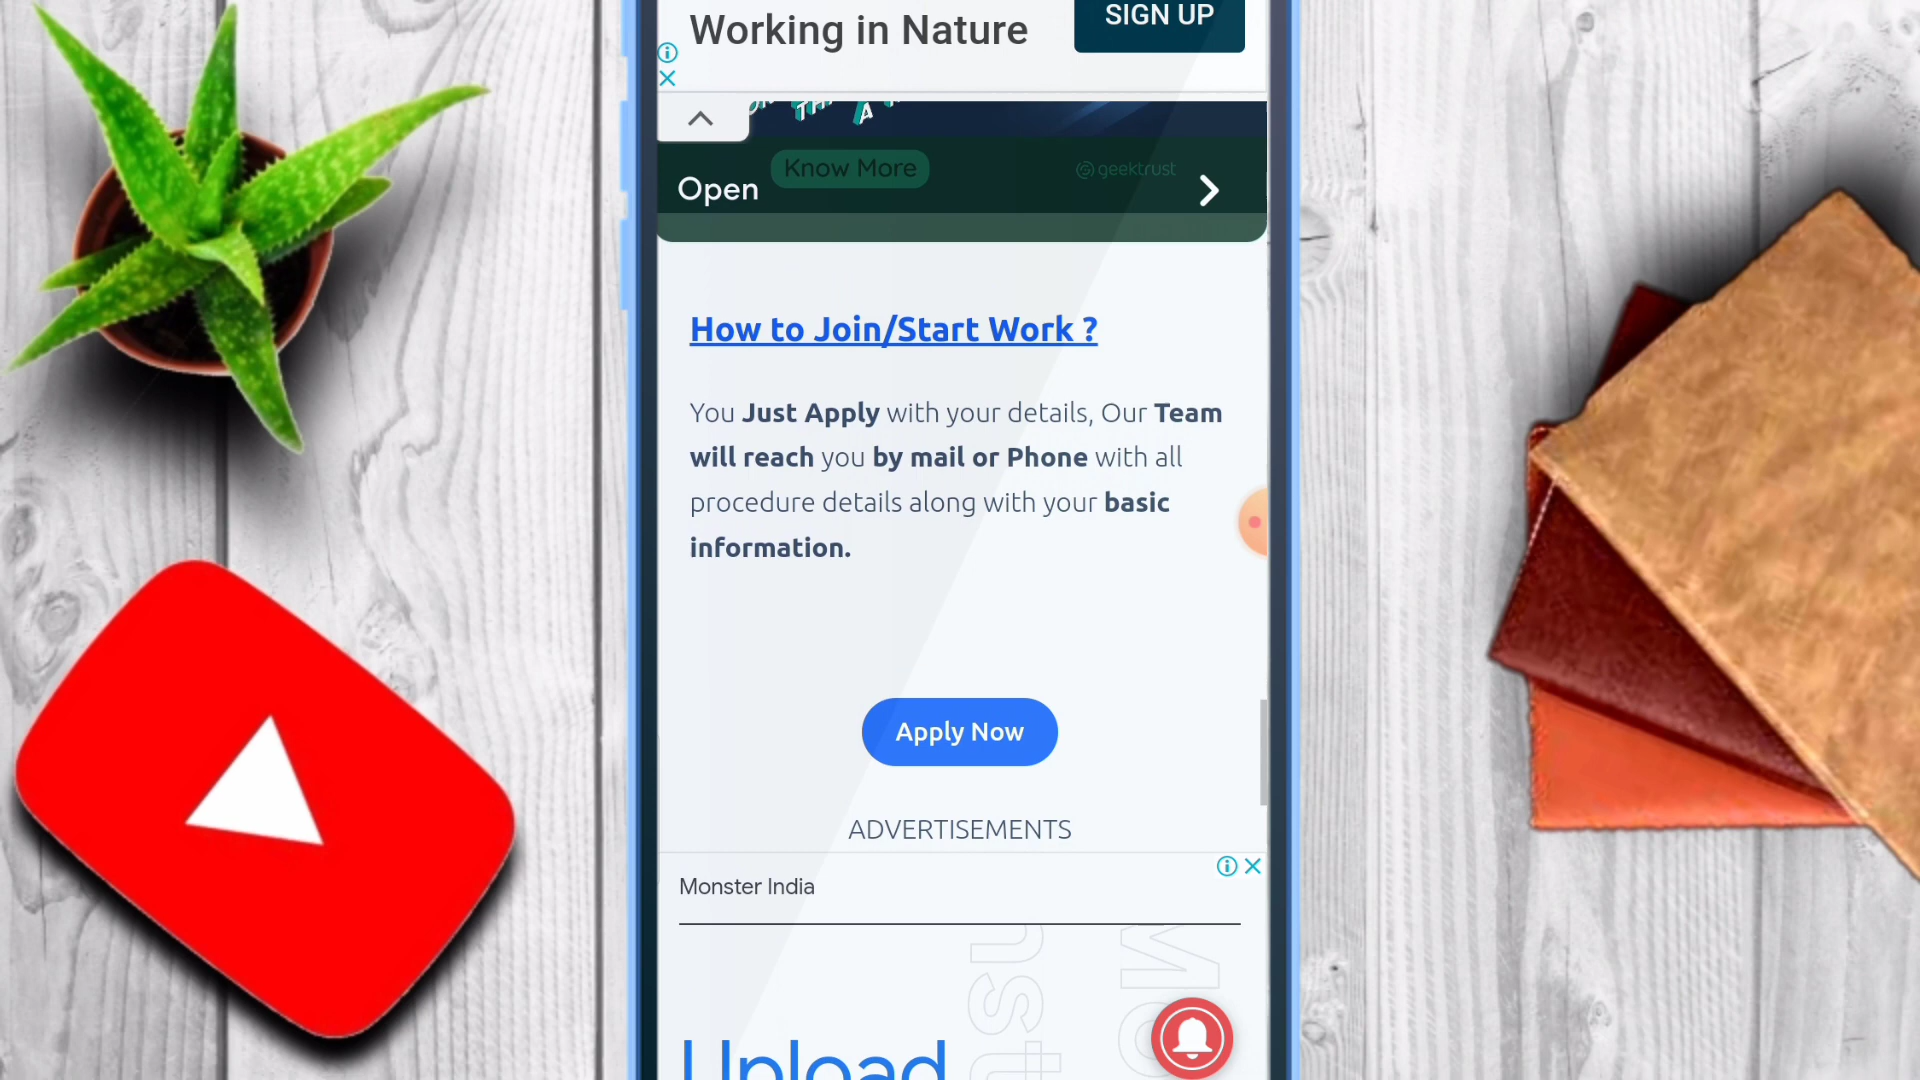 Working in Nature
SIGN UP
Know More
geektrust
Open
How to Join/Start Work ?
You Just Apply with your details, Our Team
will reach you by mail or Phone with all
procedure details along with your basic
information.
Apply Now
ADVERTISEMENTS
Monster India
Upload